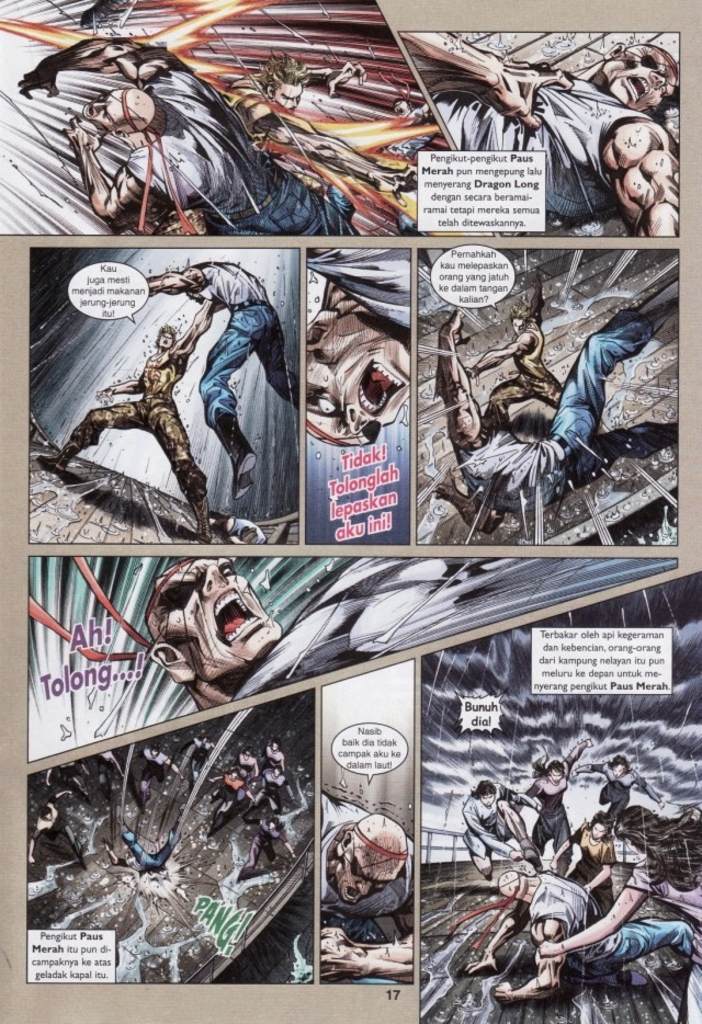 Pengikut-pengikut Paus
Merah pun mengepung lalu
menyerang Dragon Long
dengan secara beramai-
ramai tetapi mereka semua
telah ditewaskannya.
Kau
juga mesti
menjadi makanan
jerung-jerung
itu!
Tidak!
Tolonglah
lepaskan
aku ini!
Pernahkah
kau melepaskan
orang yang jatuh
ke dalam tangan
kalian?
Ah!
Tolong...!
Pengikut Paus
Merah itu pun di-
campaknya ke atas
geladak kapal itu.
PANG!
Nasib
baik dia tidak
campak aku ke
dalam laut!
Terbakar oleh api kegeraman
dan kebencian, orang-orang
dari kampung nelayan itu pun
meluru ke depan untuk me-
nyerang pengikut Paus Merah.
Bunuh
dia!
17